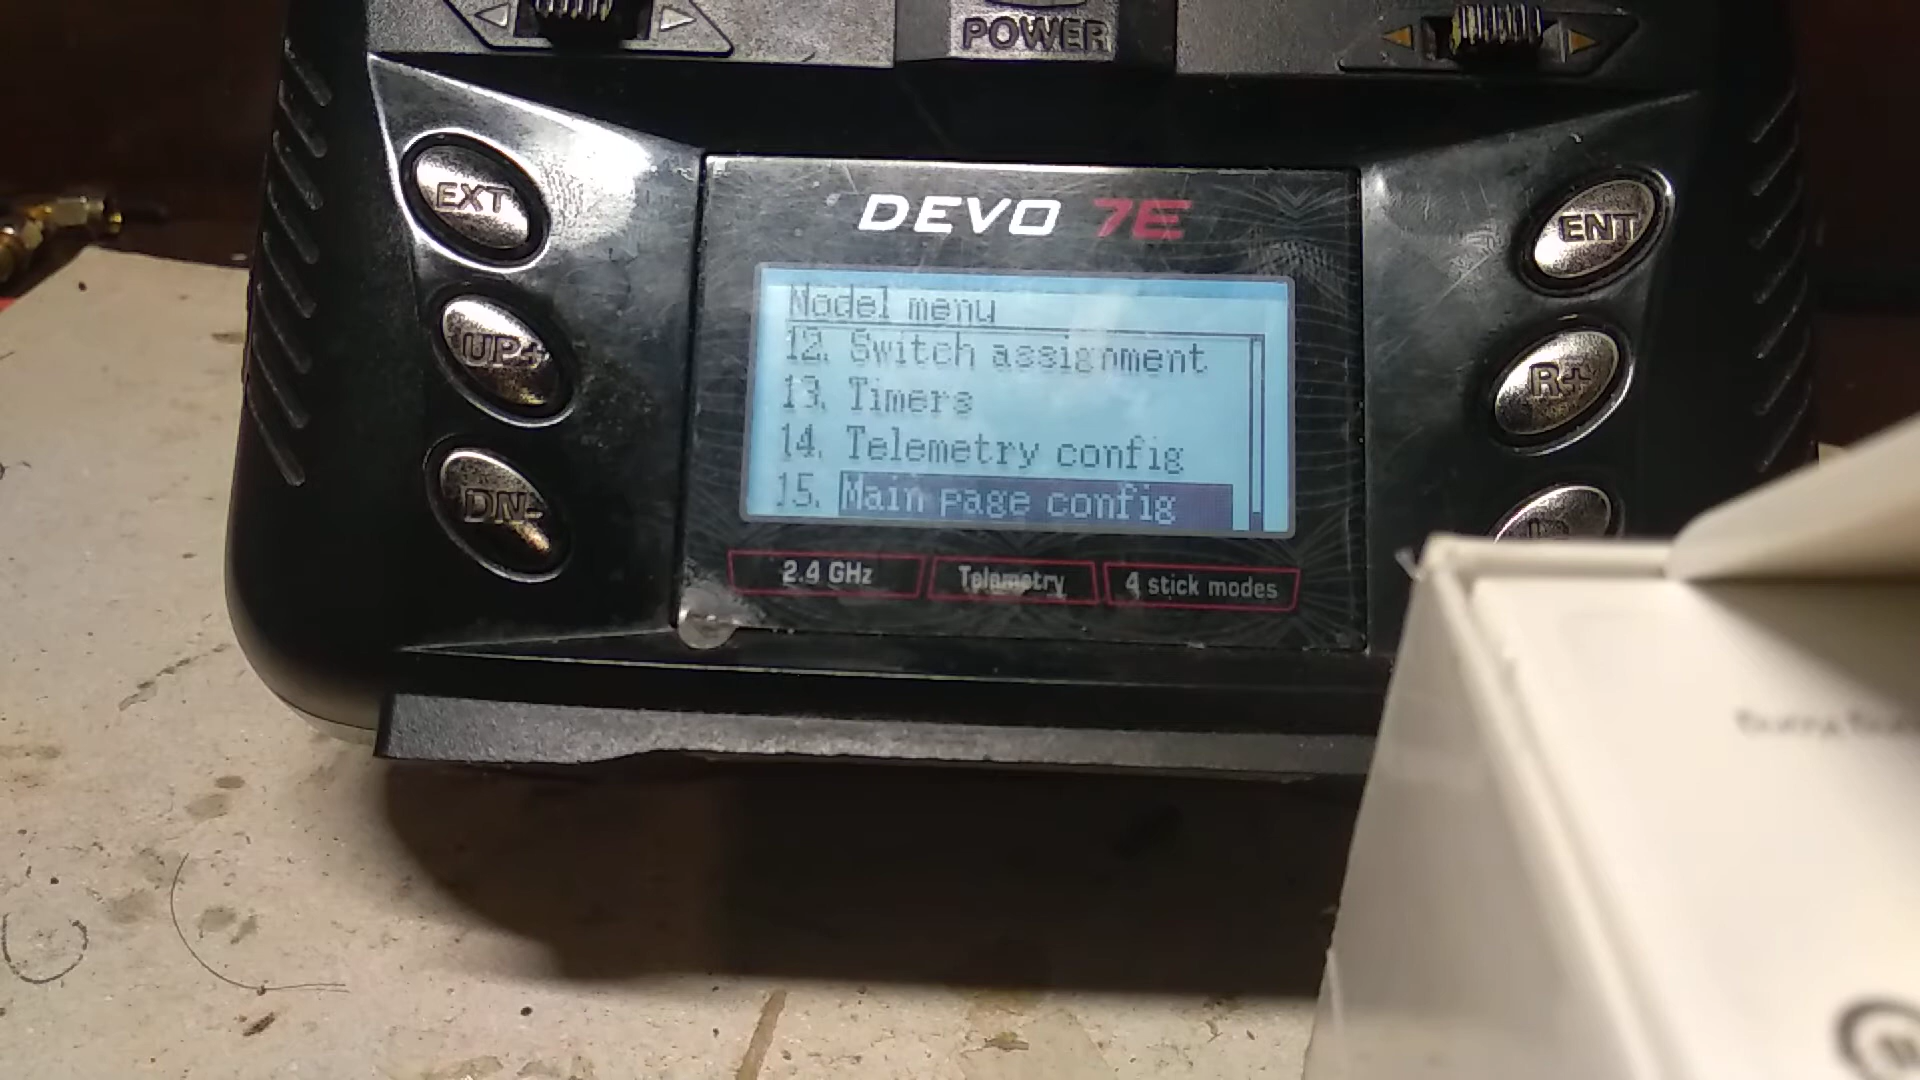 POWER
EXT
ENT
DEVO 7E
UP+
R+
DN-
Model menu
12. Switch assignment
13. Timers
14. Telemetry config
15. Main page config
2.4 GHz
Telemetry
4 stick modes